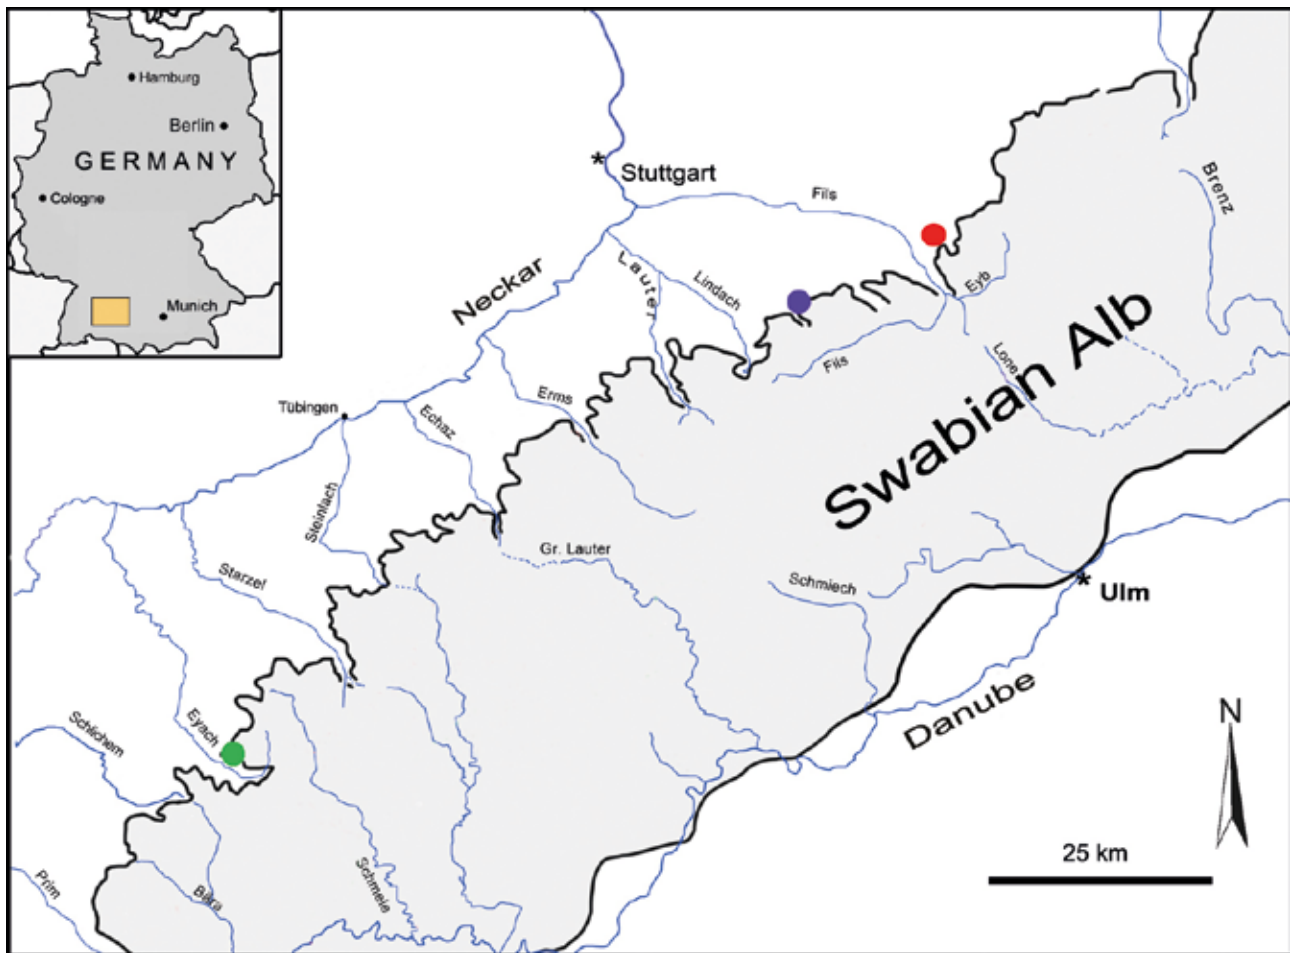 Hamburg
Berlin
GERMANY
Cologne
Munich
* Stuttgart
Fils
Brenz
Neckar
Lauter
Lindach
Eyb
Fils
Lone
Swabian Alb
Tübingen
Echaz
Erms
Steinlach
Starzel
Gr. Lauter
Schmiech
* Ulm
Danube
Eyach
Schlichem
N
25 km
Prim
Bära
Schmeie